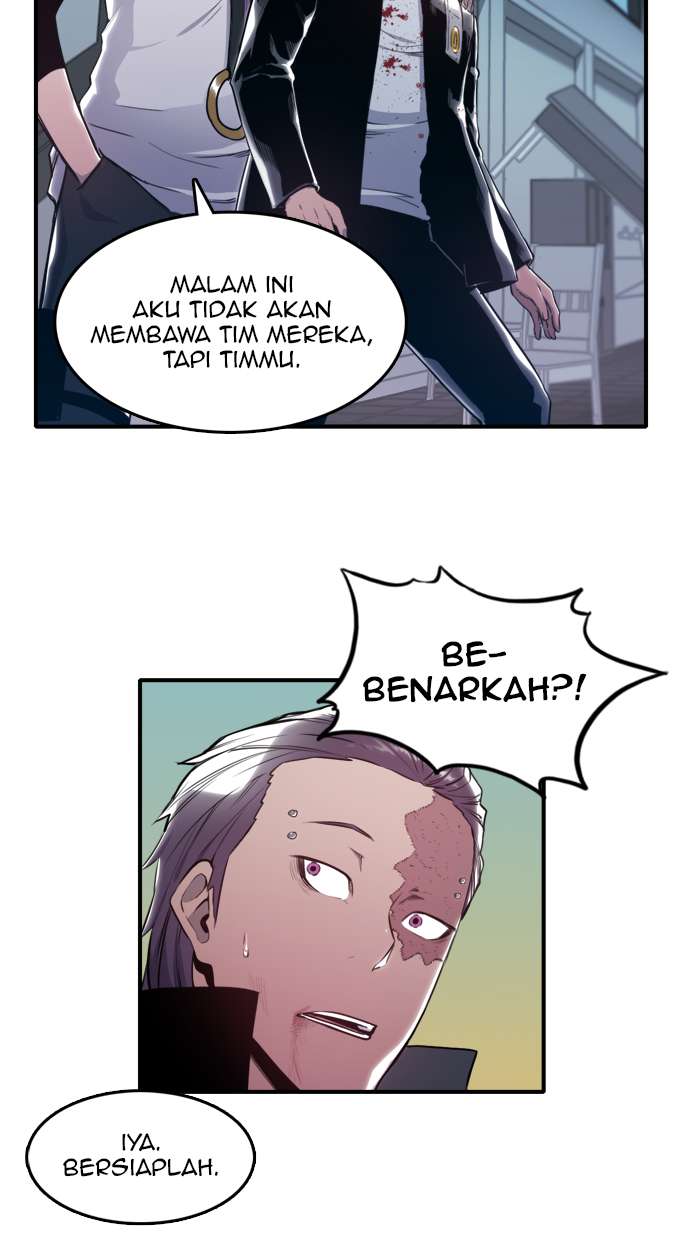 MALAM INI
AKU TIDAK AKAN
MEMBAWA TIM MEREKA,
TAPI TIMMU.
BE-
BENARKAH?!
IYA.
BERSIAPLAH.